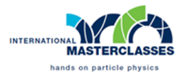 INTERNATIONAL
MASTERCLASSES
hands on particle physics